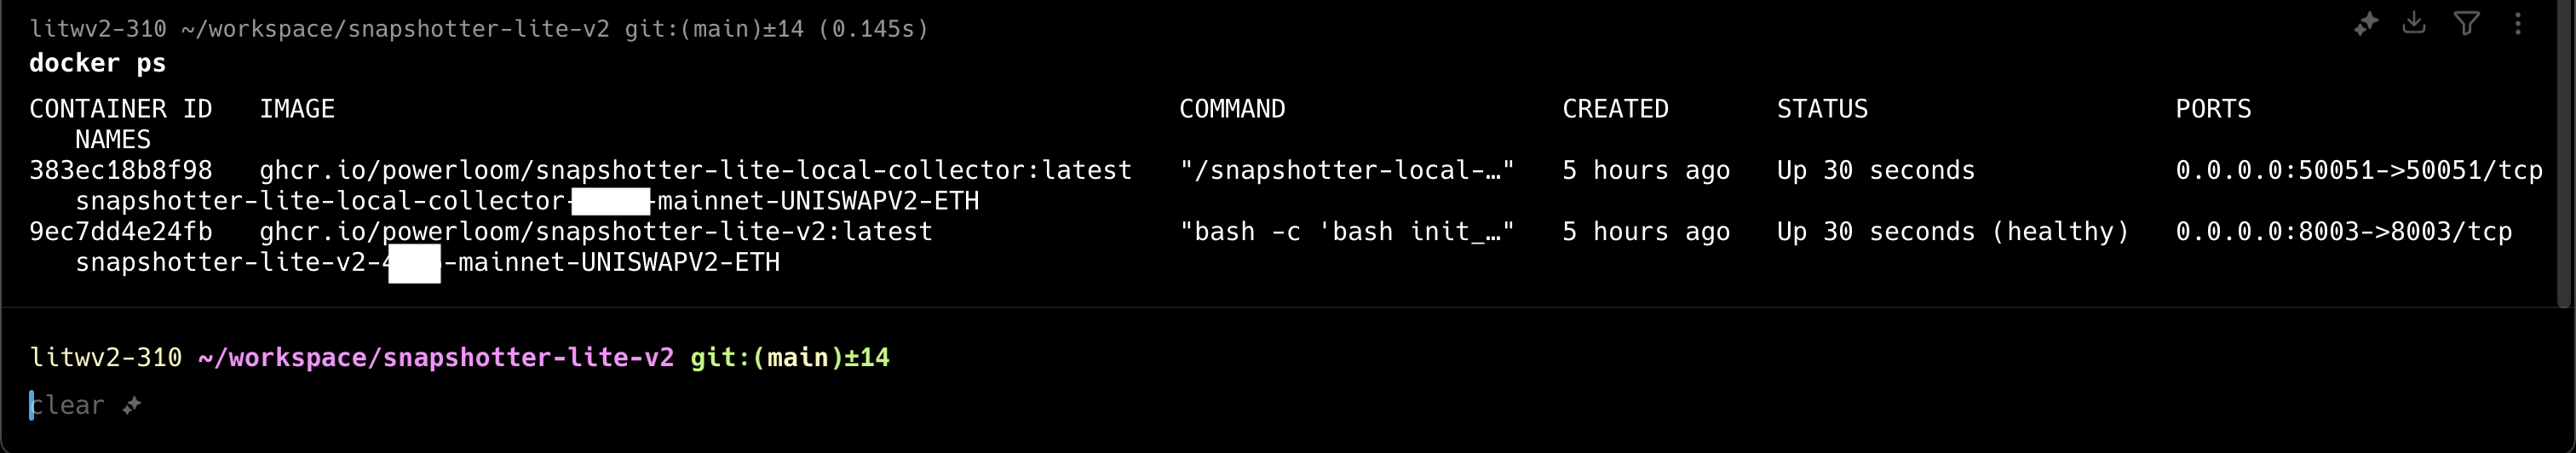 litwv2-310 ~/workspace/snapshotter-lite-v2 git:(main)±14 (0.145s)
docker ps
CONTAINER ID   IMAGE   COMMAND   CREATED   STATUS   PORTS
NAMES
383ec18b8f98   ghcr.io/powerloom/snapshotter-lite-local-collector:latest   "/snapshotter-local-…"   5 hours ago   Up 30 seconds   0.0.0.0:50051->50051/tcp
snapshotter-lite-local-collector- -mainnet-UNISWAPV2-ETH
9ec7dd4e24fb   ghcr.io/powerloom/snapshotter-lite-v2:latest   "bash -c 'bash init_…"   5 hours ago   Up 30 seconds (healthy)   0.0.0.0:8003->8003/tcp
snapshotter-lite-v2- -mainnet-UNISWAPV2-ETH
litwv2-310 ~/workspace/snapshotter-lite-v2 git:(main)±14
clear